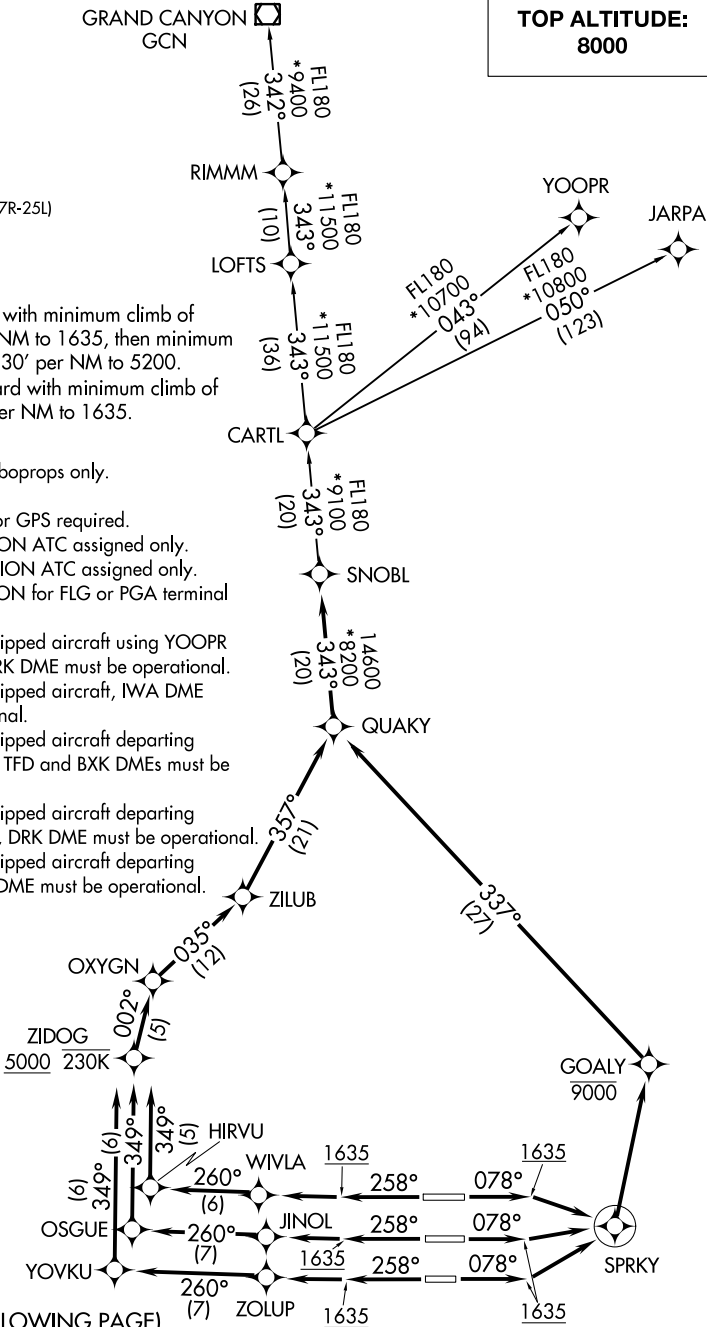 GRAND CANYON
GCN
TOP ALTITUDE:
8000
FL180
*9400
342°
(26)
RIMMM
7R-25L)
FL180
*11500
343°
(10)
YOOPR
JARPA
LOFTS
FL180
*10700
043°
(94)
FL180
*10800
050°
(123)
with minimum climb of
NM to 1635, then minimum
30’ per NM to 5200.
ard with minimum climb of
er NM to 1635.
FL180
*11500
343°
(36)
CARTL
boprops only.
or GPS required.
ON ATC assigned only.
ION ATC assigned only.
ON for FLG or PGA terminal
FL180
*9100
343°
(20)
SNOBL
ipped aircraft using YOOPR
RK DME must be operational.
ipped aircraft, IWA DME
nal.
ipped aircraft departing
TFD and BXK DMEs must be
ipped aircraft departing
, DRK DME must be operational.
ipped aircraft departing
DME must be operational.
14600
*8200
343°
(20)
QUAKY
357°
(21)
337°
(27)
ZILUB
035°
(12)
OXYGN
002°
(5)
ZIDOG
5000 230K
GOALY
9000
349°
(6)
349°
(6)
349°
(5)
HIRVU
WIVLA
260°
(6)
1635
258°
078°
1635
OSGUE
260°
(7)
JINOL
1635
258°
078°
SPRKY
YOVKU
260°
(7)
ZOLUP
258°
078°
1635
1635
LOWING PAGE)